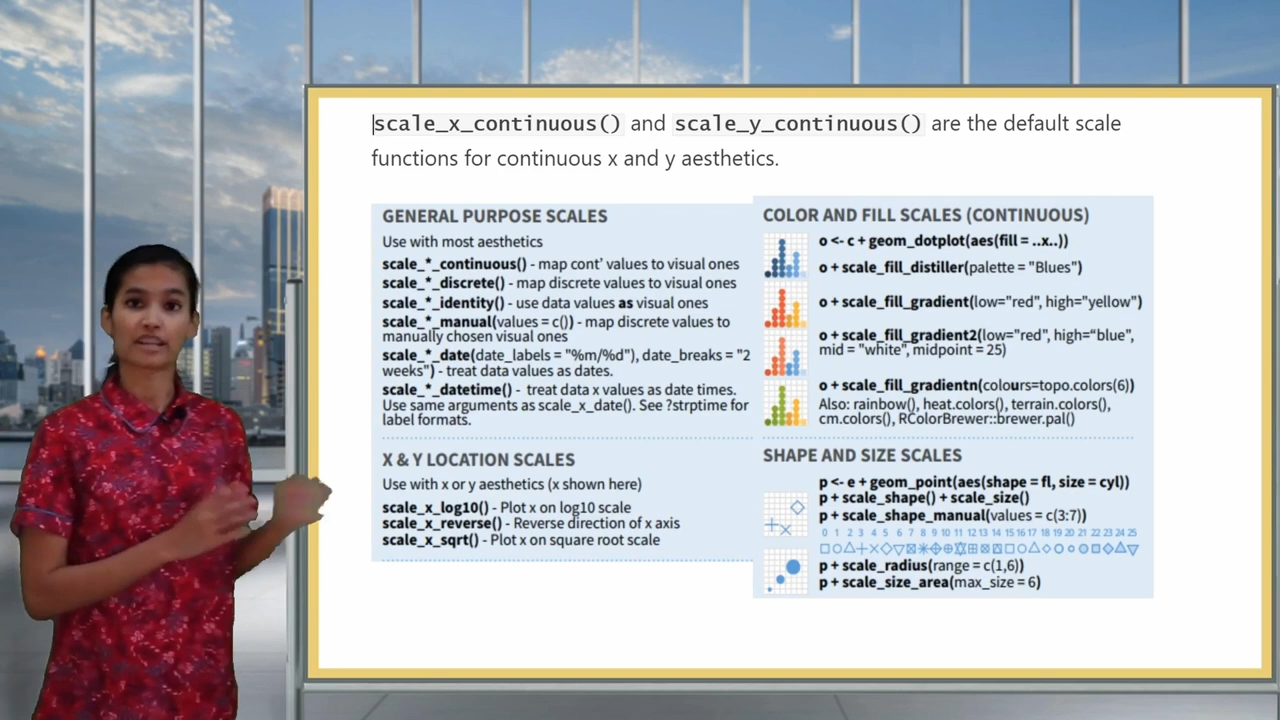 scale_x_continuous() and scale_y_continuous() are the default scale
functions for continuous x and y aesthetics.
GENERAL PURPOSE SCALES
Use with most aesthetics
scale_*_continuous() - map cont' values to visual ones
scale_*_discrete() - map discrete values to visual ones
scale_*_identity() - use data values as visual ones
scale_*_manual(values = c()) - map discrete values to
manually chosen visual ones
scale_*_date(date_labels = "%m/%d"), date_breaks = "2
weeks") - treat data values as dates.
scale_*_datetime() - treat data x values as date times.
Use same arguments as scale_x_date(). See ?strptime for
label formats.
X & Y LOCATION SCALES
Use with x or y aesthetics (x shown here)
scale_x_log10() - Plot x on log10 scale
scale_x_reverse() - Reverse direction of x axis
scale_x_sqrt() - Plot x on square root scale
COLOR AND FILL SCALES (CONTINUOUS)
o <- c + geom_dotplot(aes(fill = ..x..))
o + scale_fill_distiller(palette = "Blues")
o + scale_fill_gradient(low="red", high="yellow")
o + scale_fill_gradient2(low="red", high="blue",
mid = "white", midpoint = 25)
o + scale_fill_gradientn(colours=topo.colors(6))
Also: rainbow(), heat.colors(), terrain.colors(),
cm.colors(), RColorBrewer::brewer.pal()
SHAPE AND SIZE SCALES
p <- e + geom_point(aes(shape = fl, size = cyl))
p + scale_shape() + scale_size()
p + scale_shape_manual(values = c(3:7))
0 1 2 3 4 5 6 7 8 9 10 11 12 13 14 15 16 17 18 19 20 21 22 23 24 25
p + scale_radius(range = c(1,6))
p + scale_size_area(max_size = 6)